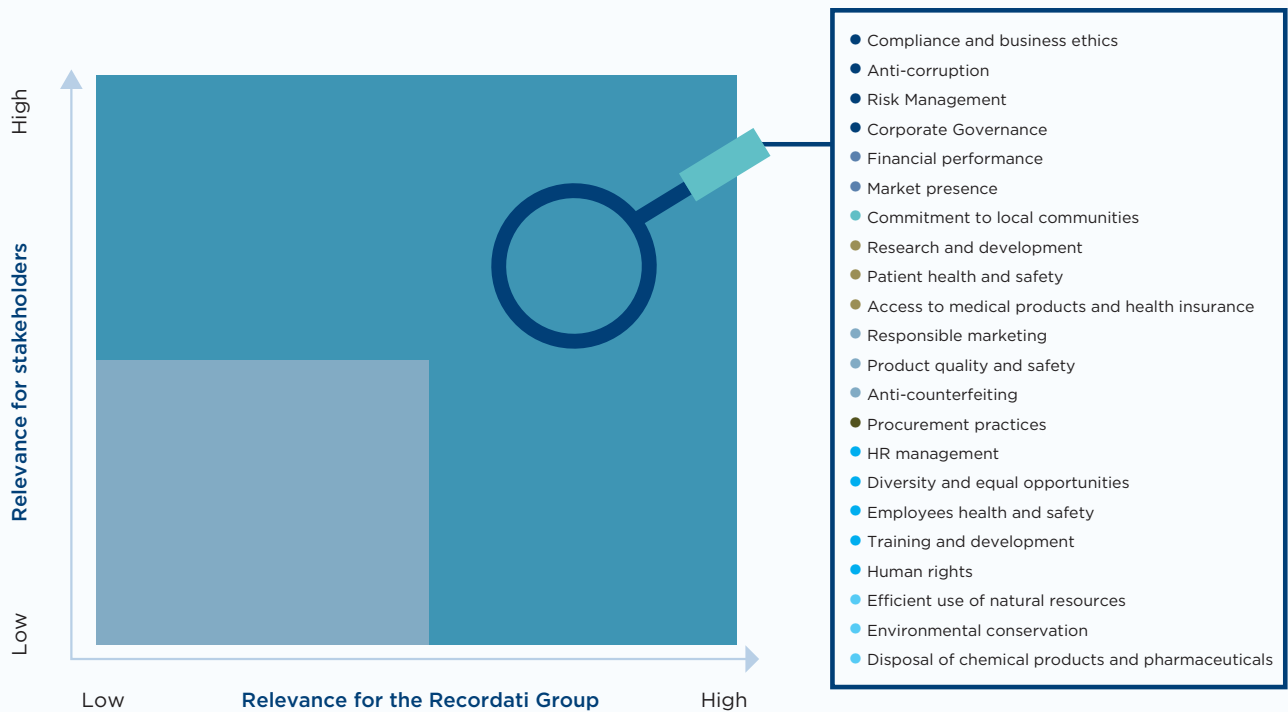 High
Relevance for stakeholders
Low
Low
Relevance for the Recordati Group
High
Compliance and business ethics
Anti-corruption
Risk Management
Corporate Governance
Financial performance
Market presence
Commitment to local communities
Research and development
Patient health and safety
Access to medical products and health insurance
Responsible marketing
Product quality and safety
Anti-counterfeiting
Procurement practices
HR management
Diversity and equal opportunities
Employees health and safety
Training and development
Human rights
Efficient use of natural resources
Environmental conservation
Disposal of chemical products and pharmaceuticals